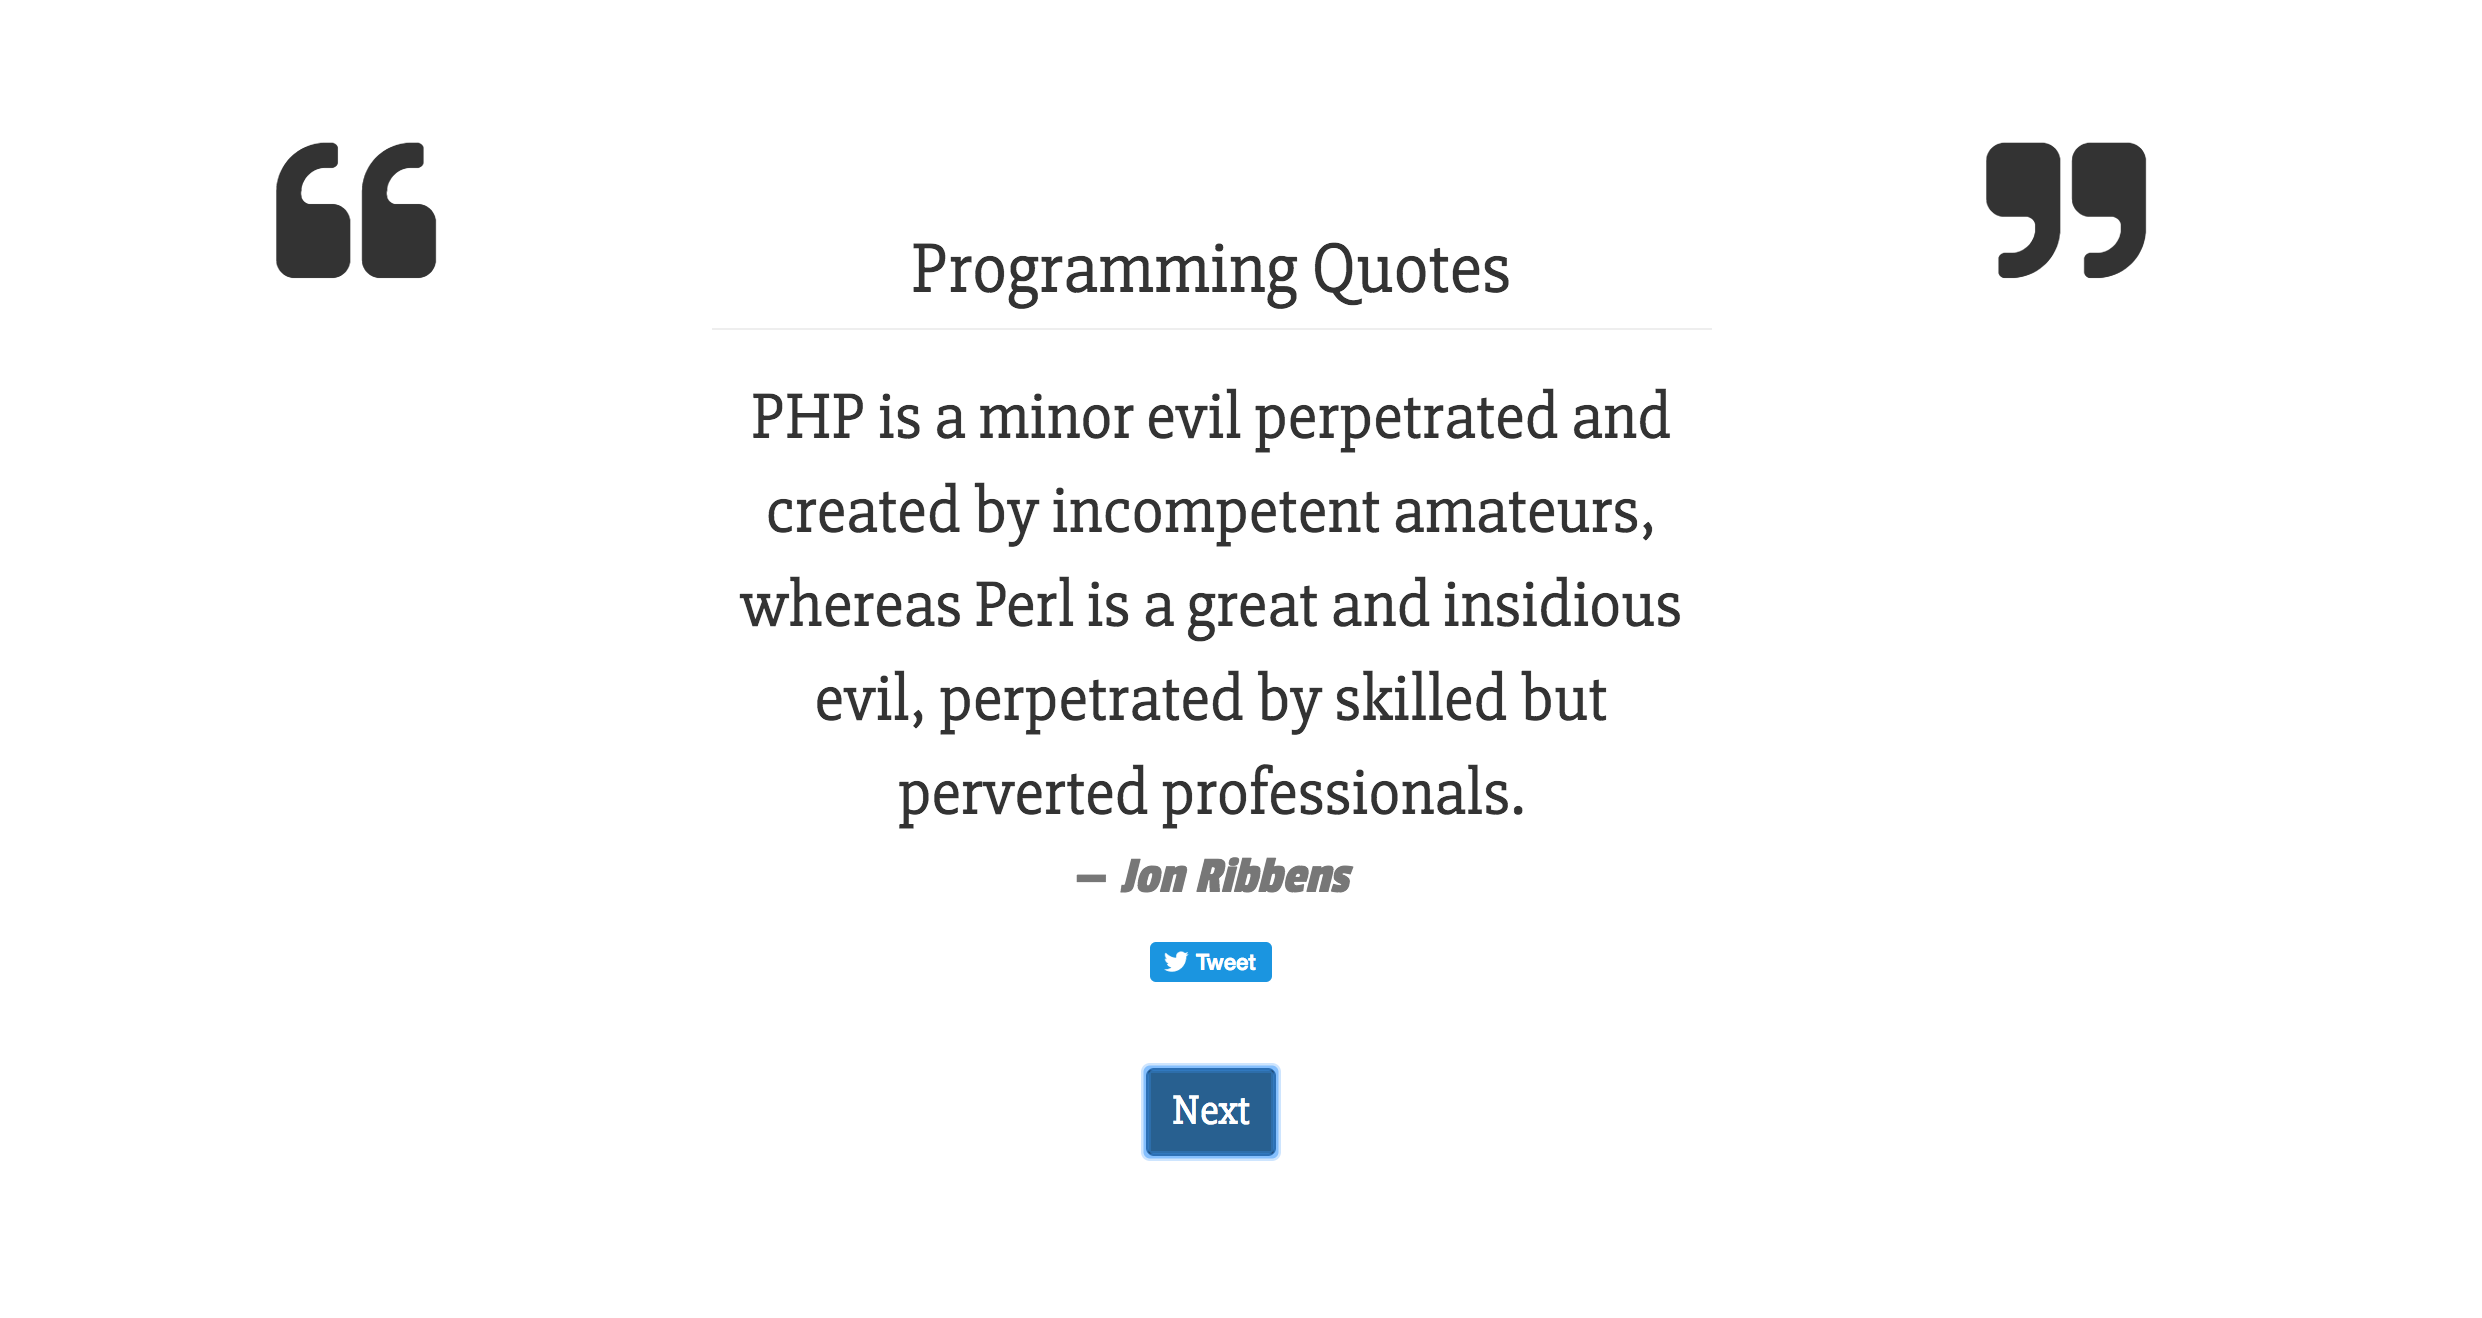 Programming Quotes
PHP is a minor evil perpetrated and
created by incompetent amateurs,
whereas Perl is a great and insidious
evil, perpetrated by skilled but
perverted professionals.
— Jon Ribbens
Tweet
Next